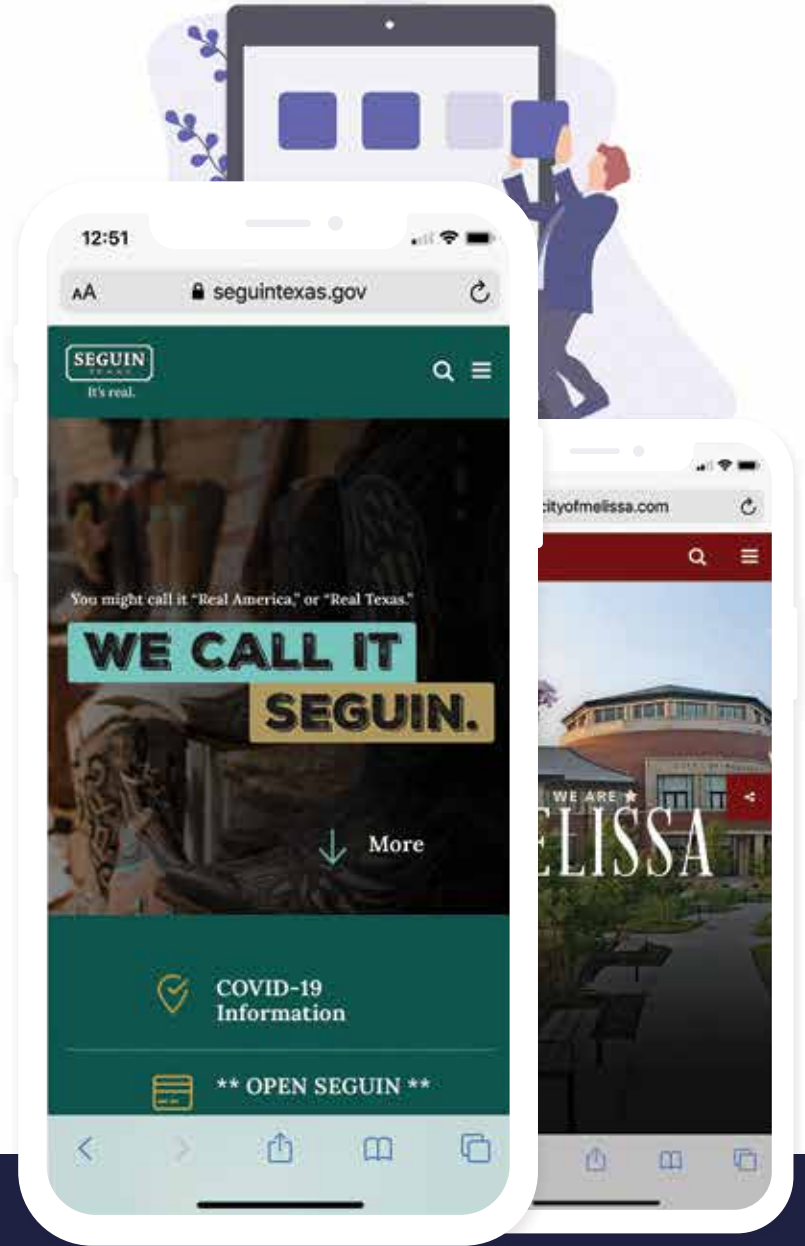 12:51
AA seguintexas.gov
SEGUIN
TEXAS
It's real.
You might call it “Real America,” or “Real Texas.”
WE CALL IT
SEGUIN.
More
COVID-19
Information
** OPEN SEGUIN **
cityofmelissa.com
WE ARE
ELISSA